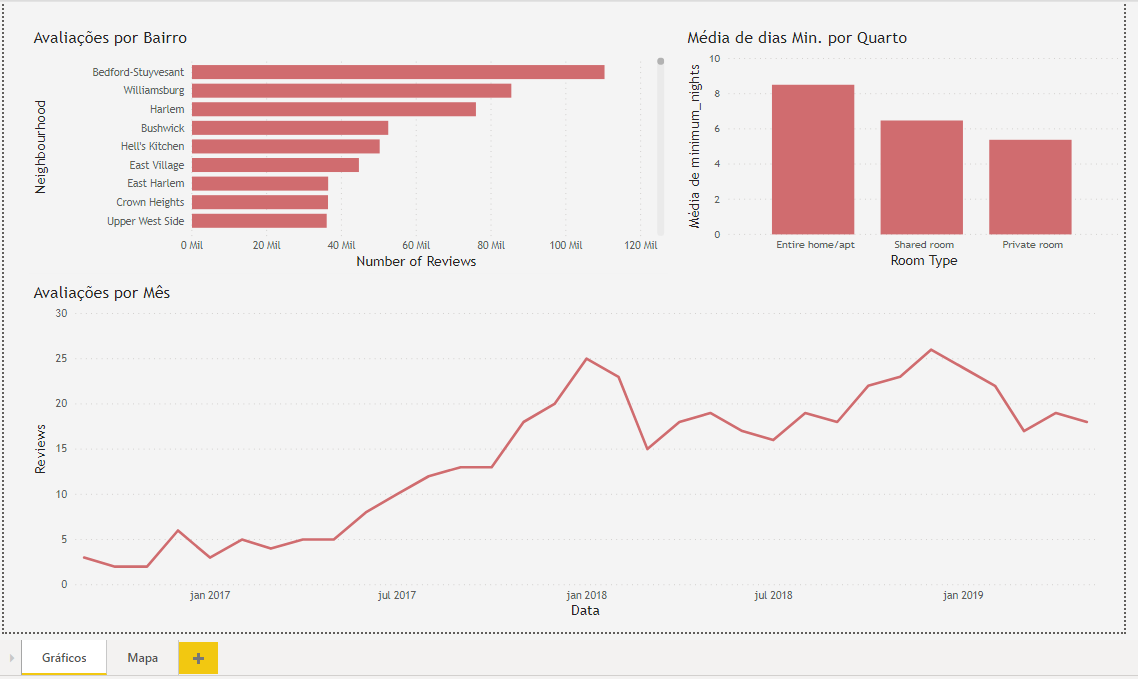 Avaliações por Bairro
Neighbourhood
Bedford-Stuyvesant
Williamsburg
Harlem
Bushwick
Hell's Kitchen
East Village
East Harlem
Crown Heights
Upper West Side
0 Mil 20 Mil 40 Mil 60 Mil 80 Mil 100 Mil 120 Mil
Number of Reviews
Média de dias Min. por Quarto
Média de minimum_nights
10
8
6
4
2
0
Entire home/apt Shared room Private room
Room Type
Avaliações por Mês
Reviews
30
25
20
15
10
5
0
jan 2017 jul 2017 jan 2018 jul 2018 jan 2019
Data
Gráficos Mapa +